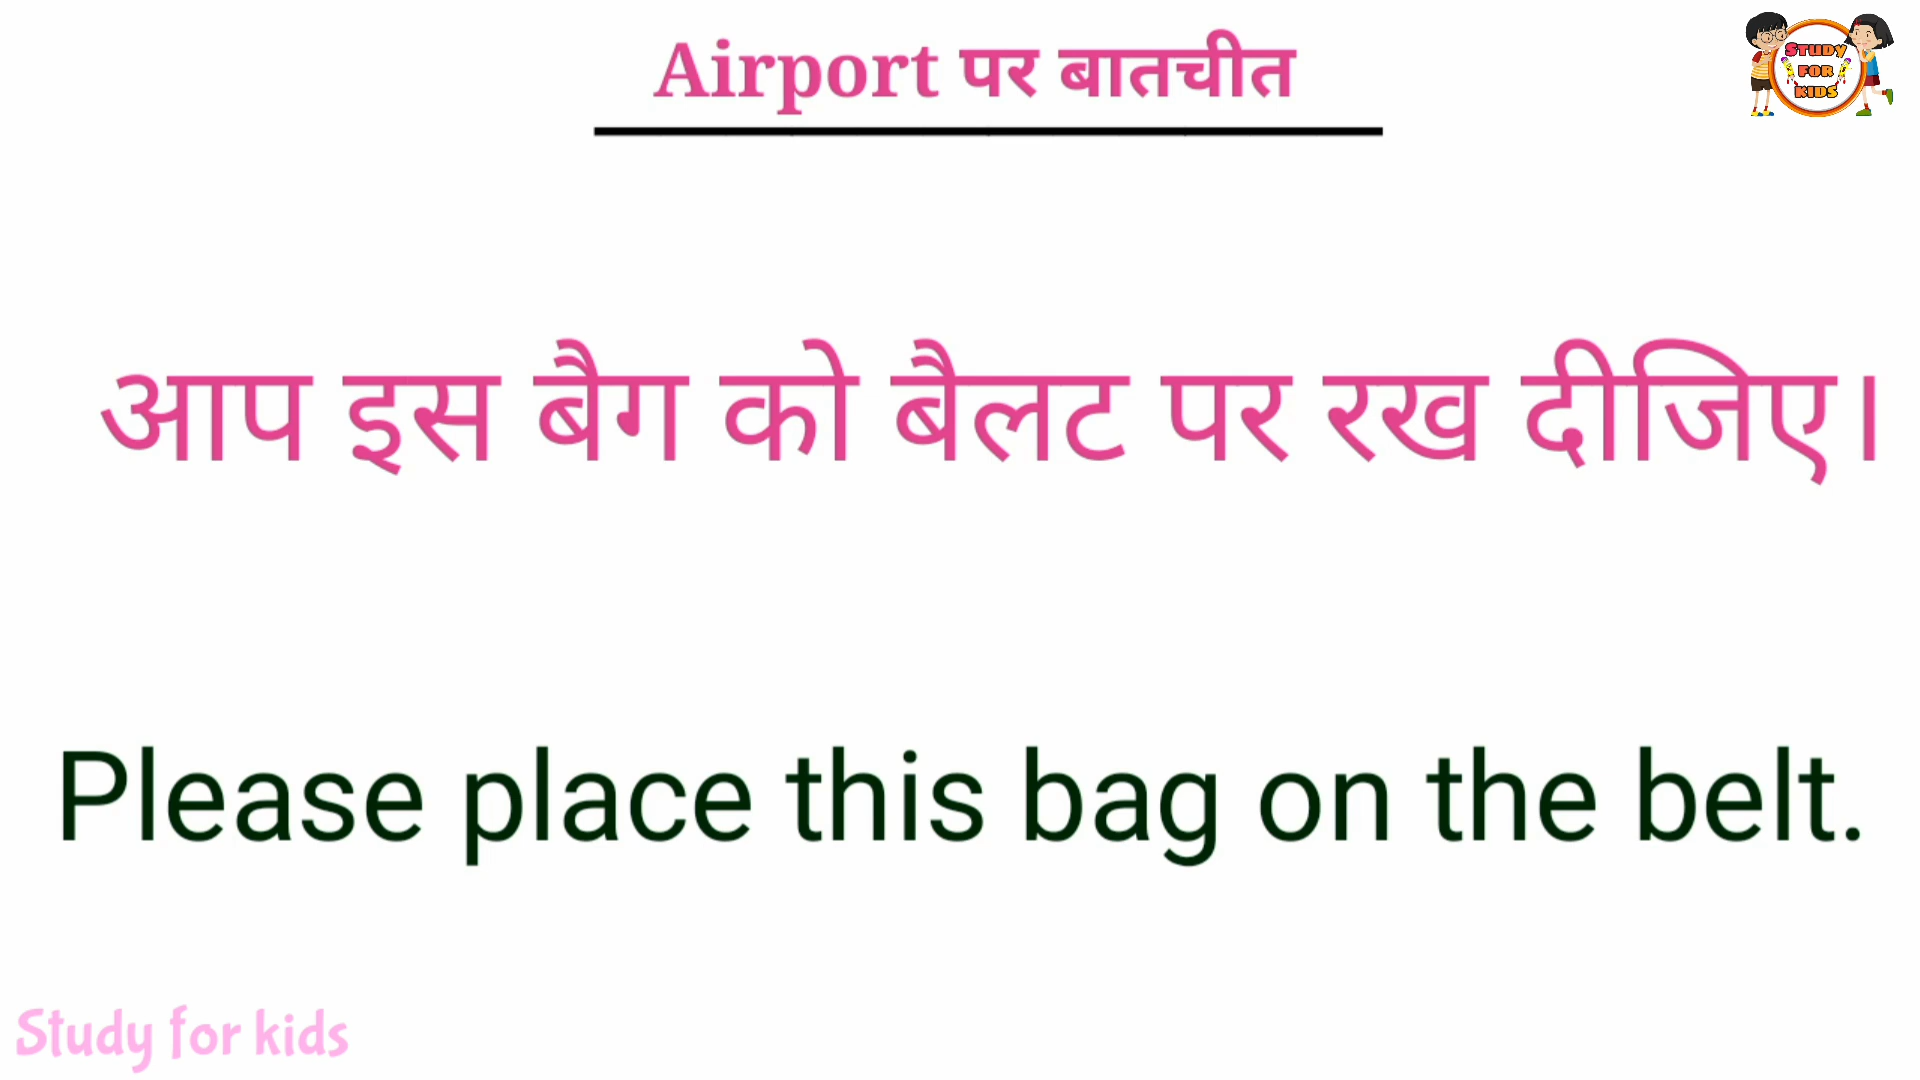 Airport पर बातचीत
STUDY
FOR
KIDS
आप इस बैग को बैलट पर रख दीजिए।
Please place this bag on the belt.
Study for kids